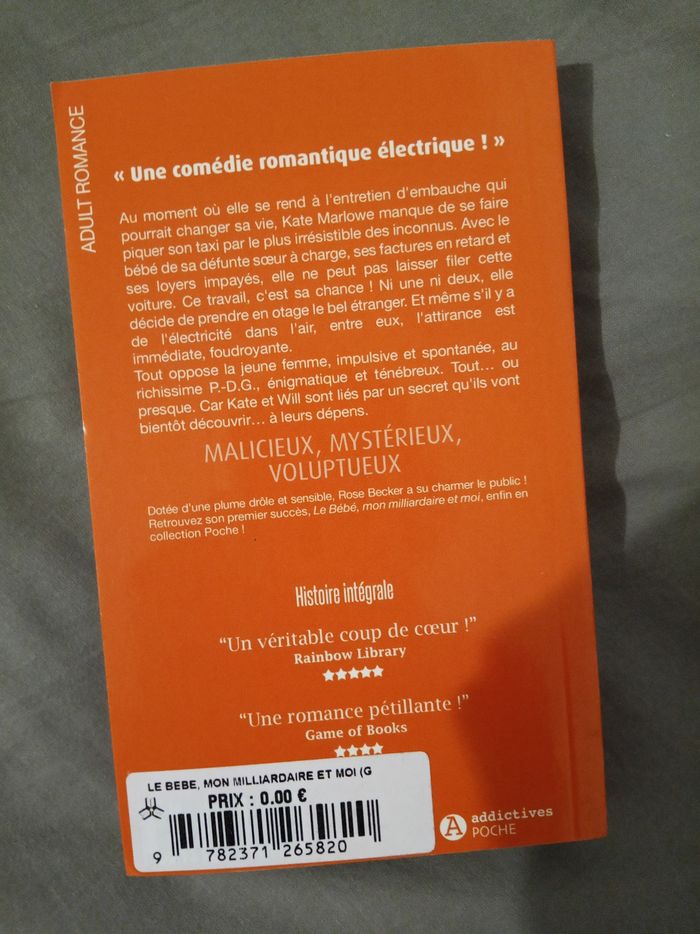 ADULT ROMANCE
« Une comédie romantique électrique ! »
Au moment où elle se rend à l'entretien d'embauche qui
pourrait changer sa vie, Kate Marlowe manque de se faire
piquer son taxi par le plus irrésistible des inconnus. Avec le
bébé de sa défunte sœur à charge, ses factures en retard et
ses loyers impayés, elle ne peut pas laisser filer cette
voiture. Ce travail, c'est sa chance ! Ni une ni deux, elle
décide de prendre en otage le bel étranger. Et même s'il y a
de l'électricité dans l'air, entre eux, l'attirance est
immédiate, foudroyante.
Tout oppose la jeune femme, impulsive et spontanée, au
richissime P.-D.G., énigmatique et ténébreux. Tout... ou
presque. Car Kate et Will sont liés par un secret qu'ils vont
bientôt découvrir... à leurs dépens.
MALICIEUX, MYSTÉRIEUX,
VOLUPTUEUX
Dotée d'une plume drôle et sensible, Rose Becker a su charmer le public !
Retrouvez son premier succès, Le Bébé, mon milliardaire et moi, enfin en
collection Poche !
Histoire intégrale
“Un véritable coup de cœur !”
Rainbow Library
“Une romance pétillante !”
Game of Books
LE BEBE, MON MILLIARDAIRE ET MOI (G
PRIX : 0.00 €
9 782371 265820
A addictives
POCHE